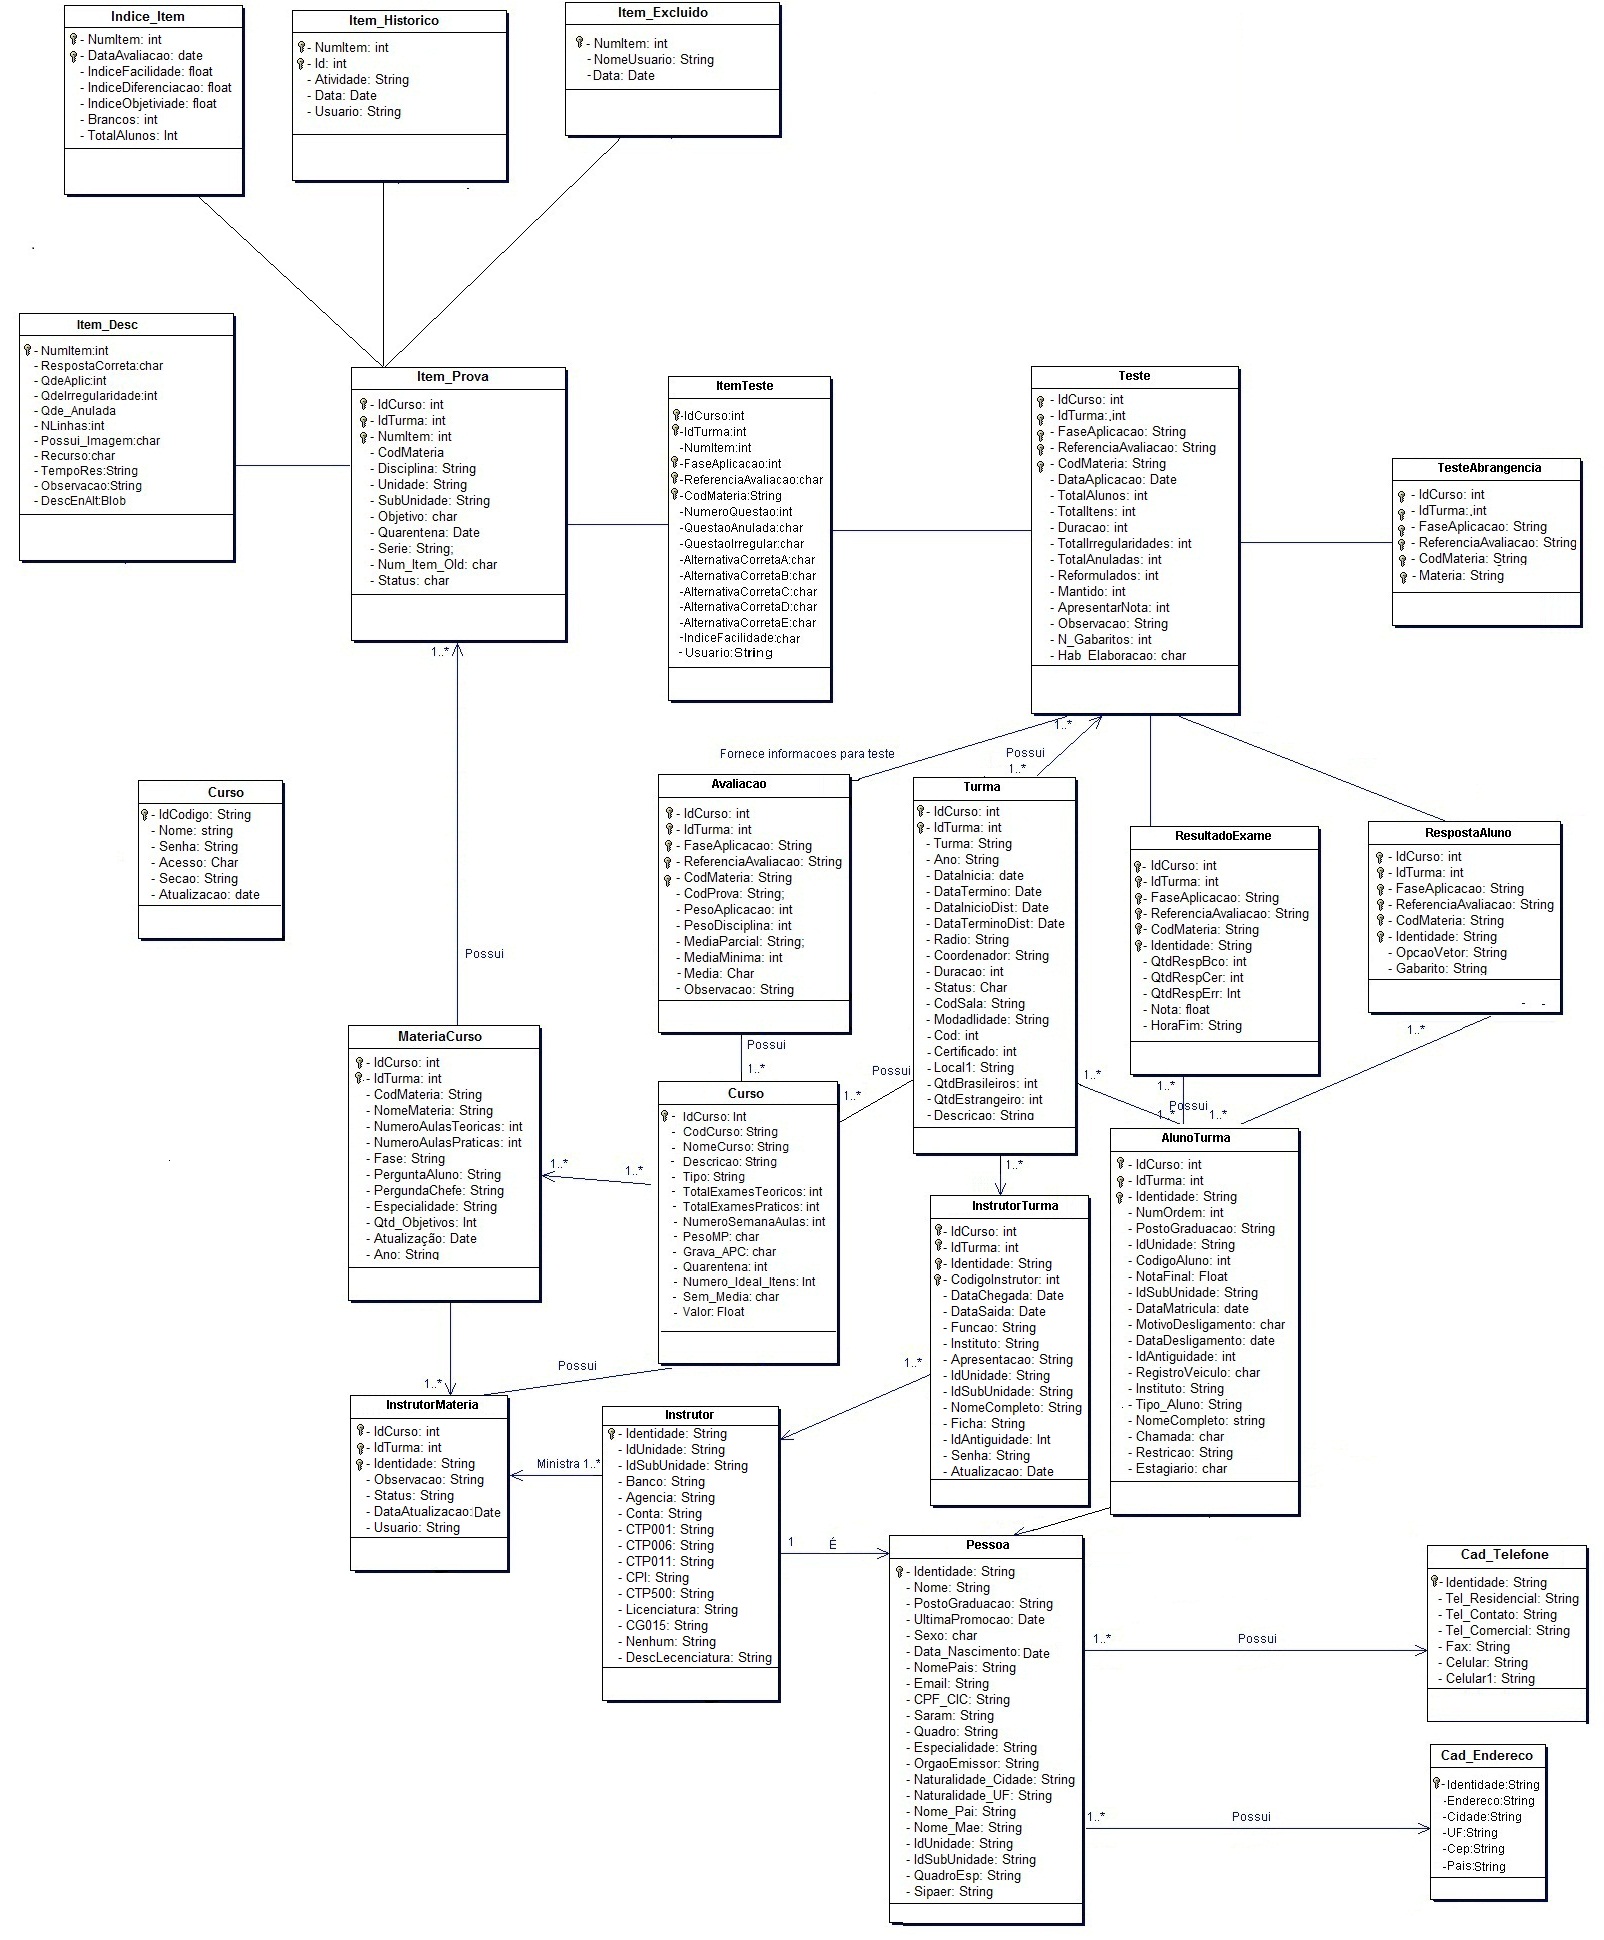 Indice_Item
- NumItem: int
- DataAvaliacao: date
- IndiceFacilidade: float
- IndiceDiferenciacao: float
- IndiceObjetiviade: float
- Brancos: int
- TotalAlunos: Int
Item_Historico
- NumItem: int
- Id: int
- Atividade: String
- Data: Date
- Usuario: String
Item_Excluido
- NumItem: int
- NomeUsuario: String
-Data: Date
Item_Desc
- NumItem:int
- RespostaCorreta:char
- QdeAplic:int
- QdeIrregularidade:int
- Qde_Anulada
- NLinhas:int
- Possui_Imagem:char
- Recurso:char
- TempoRes:String
- Observacao:String
- DescEnAlt:Blob
Item_Prova
- IdCurso: int
- IdTurma: int
- NumItem: int
- CodMateria
- Disciplina: String
- Unidade: String
- SubUnidade: String
- Objetivo: char
- Quarentena: Date
- Serie: String;
- Num_Item_Old: char
- Status: char
ItemTeste
-IdCurso:int
-IdTurma:int
-NumItem:int
-FaseAplicacao:int
-ReferenciaAvaliacao:char
-CodMateria:String
-NumeroQuestao:int
-QuestaoAnulada:char
-QuestaoIrregular:char
-AlternativaCorretaA:char
-AlternativaCorretaB:char
-AlternativaCorretaC:char
-AlternativaCorretaD:char
-AlternativaCorretaE:char
-IndiceFacilidade:char
-Usuario:String
Teste
- IdCurso: int
- IdTurma:,int
- FaseAplicacao: String
- ReferenciaAvaliacao: String
- CodMateria: String
- DataAplicacao: Date
- TotalAlunos: int
- TotalItens: int
- Duracao: int
- TotalIrregularidades: int
- TotalAnuladas: int
- Reformulados: int
- Mantido: int
- ApresentarNota: int
- Observacao: String
- N_Gabaritos: int
- Hab_Elaboracao: char
TesteAbrangencia
- IdCurso: int
- IdTurma:,int
- FaseAplicacao: String
- ReferenciaAvaliacao: String
- CodMateria: String
- Materia: String
1..*
1..*
Fornece informacoes para teste
Possui
1..*
Curso
- IdCodigo: String
- Nome: string
- Senha: String
- Acesso: Char
- Secao: String
- Atualizacao: date
Possui
Avaliacao
- IdCurso: int
- IdTurma: int
- FaseAplicacao: String
- ReferenciaAvaliacao: String
- CodMateria: String
- CodProva: String;
- PesoAplicacao: int
- PesoDisciplina: int
- MediaParcial: String;
- MediaMinima: int
- Media: Char
- Observacao: String
Turma
- IdCurso: int
- IdTurma: int
- Turma: String
- Ano: String
- DataInicia: date
- DataTermino: Date
- DataInicioDist: Date
- DataTerminoDist: Date
- Radio: String
- Coordenador: String
- Duracao: int
- Status: Char
- CodSala: String
- Modadlidade: String
- Cod: int
- Certificado: int
- Local1: String
- QtdBrasileiros: int
- QtdEstrangeiro: int
- Descricao: String
ResultadoExame
- IdCurso: int
- IdTurma: int
- FaseAplicacao: String
- ReferenciaAvaliacao: String
- CodMateria: String
- Identidade: String
- QtdRespBco: int
- QtdRespCer: int
- QtdRespErr: Int
- Nota: float
- HoraFim: String
RespostaAluno
- IdCurso: int
- IdTurma: int
- FaseAplicacao: String
- ReferenciaAvaliacao: String
- CodMateria: String
- Identidade: String
- OpcaoVetor: String
- Gabarito: String
1..*
Possui
1..*
Possui
1..*
1..*
1..*
Possui
1..*
1..*
MateriaCurso
- IdCurso: int
- IdTurma: int
- CodMateria: String
- NomeMateria: String
- NumeroAulasTeoricas: int
- NumeroAulasPraticas: int
- Fase: String
- PerguntaAluno: String
- PergundaChefe: String
- Especialidade: String
- Qtd_Objetivos: Int
- Atualização: Date
- Ano: String
1..*
1..*
Curso
- IdCurso: Int
- CodCurso: String
- NomeCurso: String
- Descricao: String
- Tipo: String
- TotalExamesTeoricos: int
- TotalExamesPraticos: int
- NumeroSemanaAulas: int
- PesoMP: char
- Grava_APC: char
- Quarentena: int
- Numero_Ideal_Itens: Int
- Sem_Media: char
- Valor: Float
1..*
InstrutorTurma
- IdCurso: int
- IdTurma: int
- Identidade: String
- CodigoInstrutor: int
- DataChegada: Date
- DataSaida: Date
- Funcao: String
- Instituto: String
- Apresentacao: String
- IdUnidade: String
- IdSubUnidade: String
- NomeCompleto: String
- Ficha: String
- IdAntiguidade: Int
- Senha: String
- Atualizacao: Date
AlunoTurma
- IdCurso: int
- IdTurma: int
- Identidade: String
- NumOrdem: int
- PostoGraduacao: String
- IdUnidade: String
- CodigoAluno: int
- NotaFinal: Float
- IdSubUnidade: String
- DataMatricula: date
- MotivoDesligamento: char
- DataDesligamento: date
- IdAntiguidade: int
- RegistroVeiculo: char
- Instituto: String
- Tipo_Aluno: String
- NomeCompleto: string
- Chamada: char
- Restricao: String
- Estagiario: char
1..*
Possui
1..*
InstrutorMateria
- IdCurso: int
- IdTurma: int
- Identidade: String
- Observacao: String
- Status: String
- DataAtualizacao:Date
- Usuario: String
Ministra 1..*
Instrutor
- Identidade: String
- IdUnidade: String
- IdSubUnidade: String
- Banco: String
- Agencia: String
- Conta: String
- CTP001: String
- CTP006: String
- CTP011: String
- CPI: String
- CTP500: String
- Licenciatura: String
- CG015: String
- Nenhum: String
- DescLecenciatura: String
1 É
Pessoa
- Identidade: String
- Nome: String
- PostoGraduacao: String
- UltimaPromocao: Date
- Sexo: char
- Data_Nascimento:Date
- NomePais: String
- Email: String
- CPF_CIC: String
- Saram: String
- Quadro: String
- Especialidade: String
- OrgaoEmissor: String
- Naturalidade_Cidade: String
- Naturalidade_UF: String
- Nome_Pai: String
- Nome_Mae: String
- IdUnidade: String
- IdSubUnidade: String
- QuadroEsp: String
- Sipaer: String
1..* Possui
Cad_Telefone
- Identidade: String
- Tel_Residencial: String
- Tel_Contato: String
- Tel_Comercial: String
- Fax: String
- Celular: String
- Celular1: String
1..* Possui
Cad_Endereco
-Identidade:String
-Endereco:String
-Cidade:String
-UF:String
-Cep:String
-Pais:String